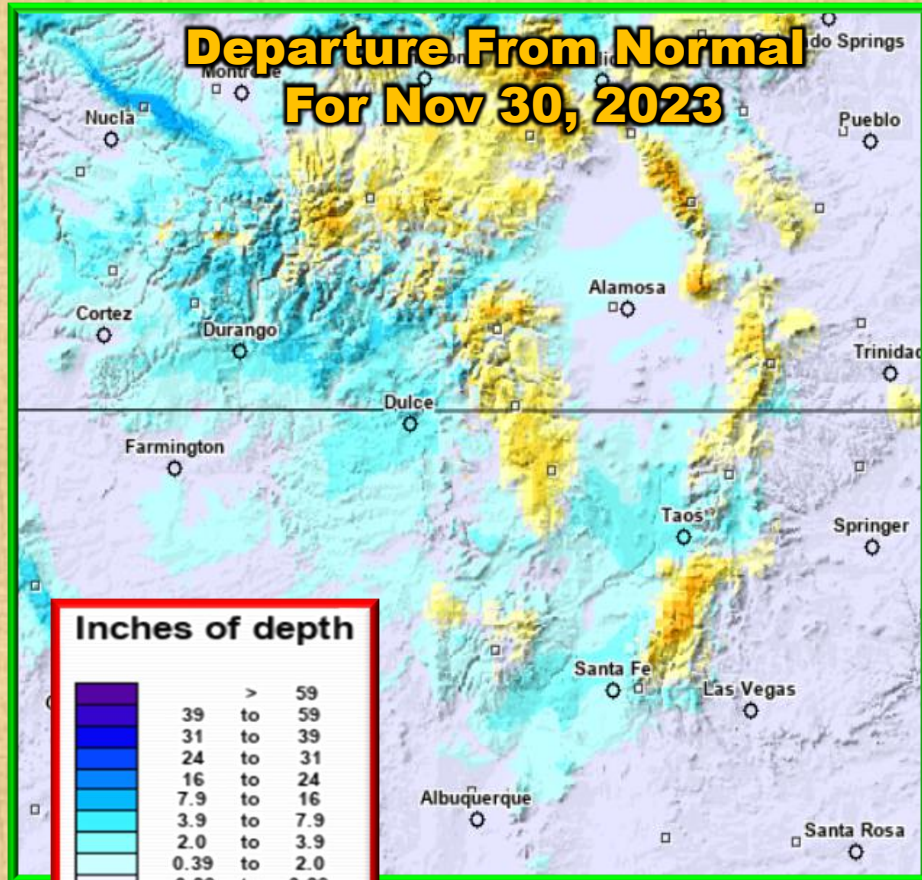 Departure From Normal
For Nov 30, 2023
Springs
Nucla
Pueblo
Alamosa
Cortez
Durango
Trinidad
Dulce
Farmington
Taos
Springer
Inches of depth
> 59
39 to 59
31 to 39
24 to 31
16 to 24
7.9 to 16
3.9 to 7.9
2.0 to 3.9
0.39 to 2.0
Santa Fe
Las Vegas
Albuquerque
Santa Rosa